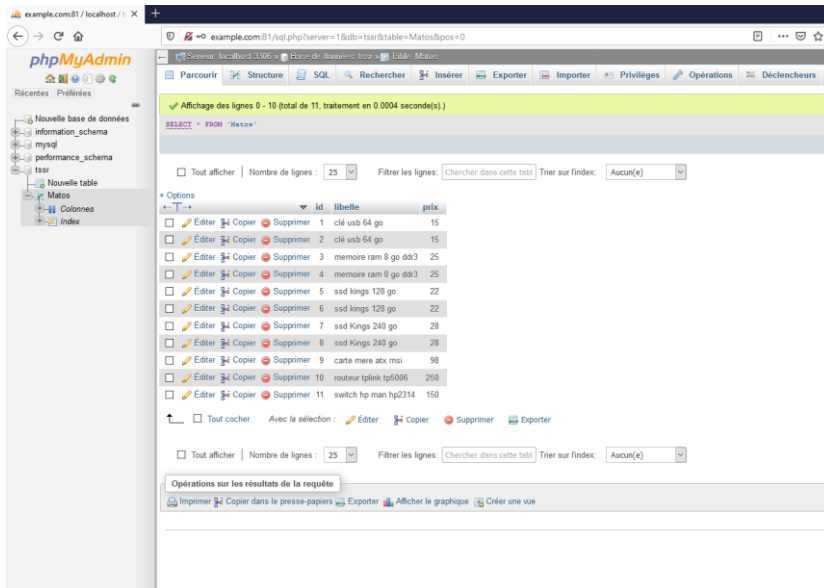 example.com:81 / localhost / t
example.com:81/sql.php?server=1&db=tssr&table=Matos&pos=0
phpMyAdmin
Récentes Préférées
Nouvelle base de données
information_schema
mysql
performance_schema
tssr
Nouvelle table
Matos
Colonnes
Index
Serveur: localhost:3306 » Base de données: tssr » Table: Matos
Parcourir Structure SQL Rechercher Insérer Exporter Importer Privilèges Opérations Déclencheurs
Affichage des lignes 0 - 10 (total de 11, traitement en 0.0004 seconde(s).)
SELECT * FROM `Matos`
Tout afficher | Nombre de lignes : 25 Filtrer les lignes: Chercher dans cette tabl Trier sur l'index: Aucun(e)
+ Options
←T→ id libelle prix
Éditer Copier Supprimer 1 clé usb 64 go 15
Éditer Copier Supprimer 2 clé usb 64 go 15
Éditer Copier Supprimer 3 memoire ram 8 go ddr3 25
Éditer Copier Supprimer 4 memoire ram 8 go ddr3 25
Éditer Copier Supprimer 5 ssd kings 128 go 22
Éditer Copier Supprimer 6 ssd kings 128 go 22
Éditer Copier Supprimer 7 ssd Kings 240 go 28
Éditer Copier Supprimer 8 ssd Kings 240 go 28
Éditer Copier Supprimer 9 carte mere atx msi 98
Éditer Copier Supprimer 10 routeur tplink tp5006 250
Éditer Copier Supprimer 11 switch hp man hp2314 150
Tout cocher Avec la sélection : Éditer Copier Supprimer Exporter
Tout afficher | Nombre de lignes : 25 Filtrer les lignes: Chercher dans cette tabl Trier sur l'index: Aucun(e)
Opérations sur les résultats de la requête
Imprimer Copier dans le presse-papiers Exporter Afficher le graphique Créer une vue